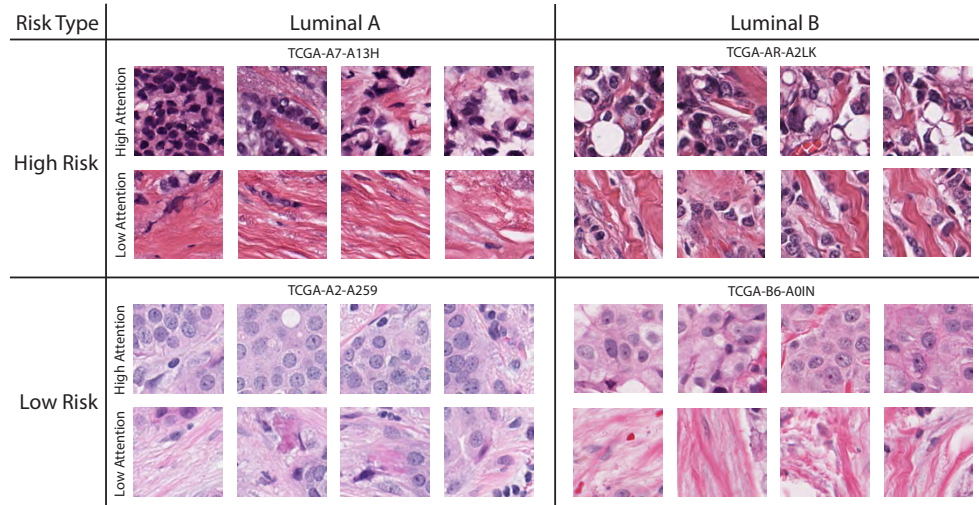 Risk Type Luminal A Luminal B
TCGA-A7-A13H TCGA-AR-A2LK
High Attention
High Risk
Low Attention
TCGA-A2-A259 TCGA-B6-A0IN
High Attention
Low Risk
Low Attention